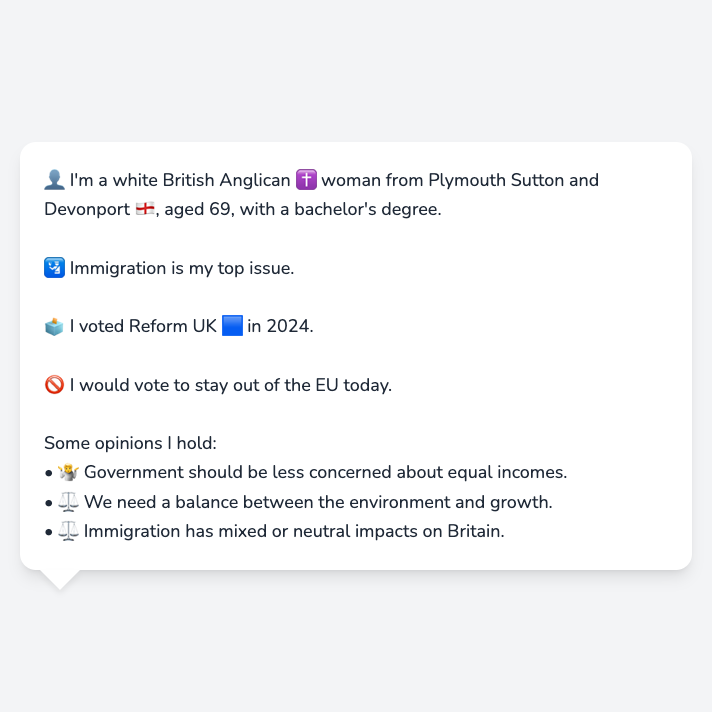 👤 I'm a white British Anglican ✝️ woman from Plymouth Sutton and
Devonport 🏴󠁧󠁢󠁥󠁮󠁧󠁿, aged 69, with a bachelor's degree.
🛂 Immigration is my top issue.
🗳️ I voted Reform UK 🟦 in 2024.
🚫 I would vote to stay out of the EU today.
Some opinions I hold:
• 🤷 Government should be less concerned about equal incomes.
• ⚖️ We need a balance between the environment and growth.
• ⚖️ Immigration has mixed or neutral impacts on Britain.